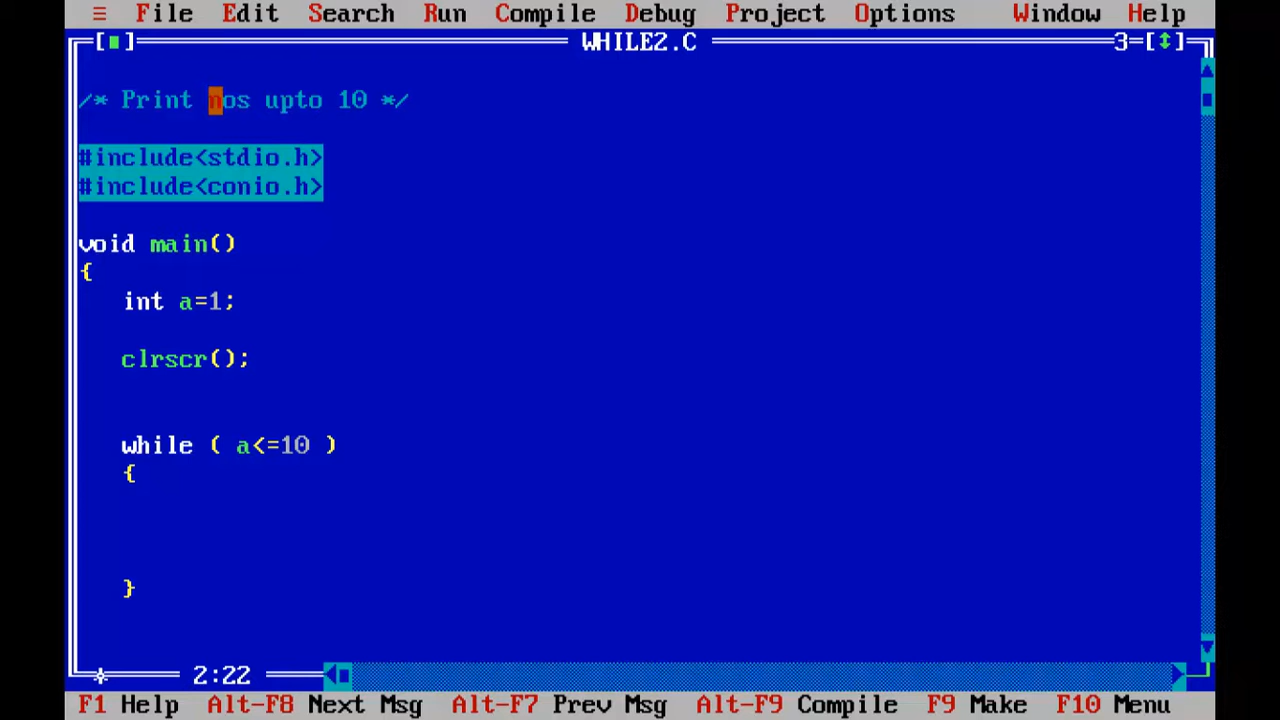 ≡ File Edit Search Run Compile Debug Project Options Window Help
[■] WHILE2.C 3=[↕]
/* Print nos upto 10 */
#include<stdio.h>
#include<conio.h>
void main()
{
int a=1;
clrscr();
while ( a<=10 )
{
}
2:22
F1 Help Alt-F8 Next Msg Alt-F7 Prev Msg Alt-F9 Compile F9 Make F10 Menu